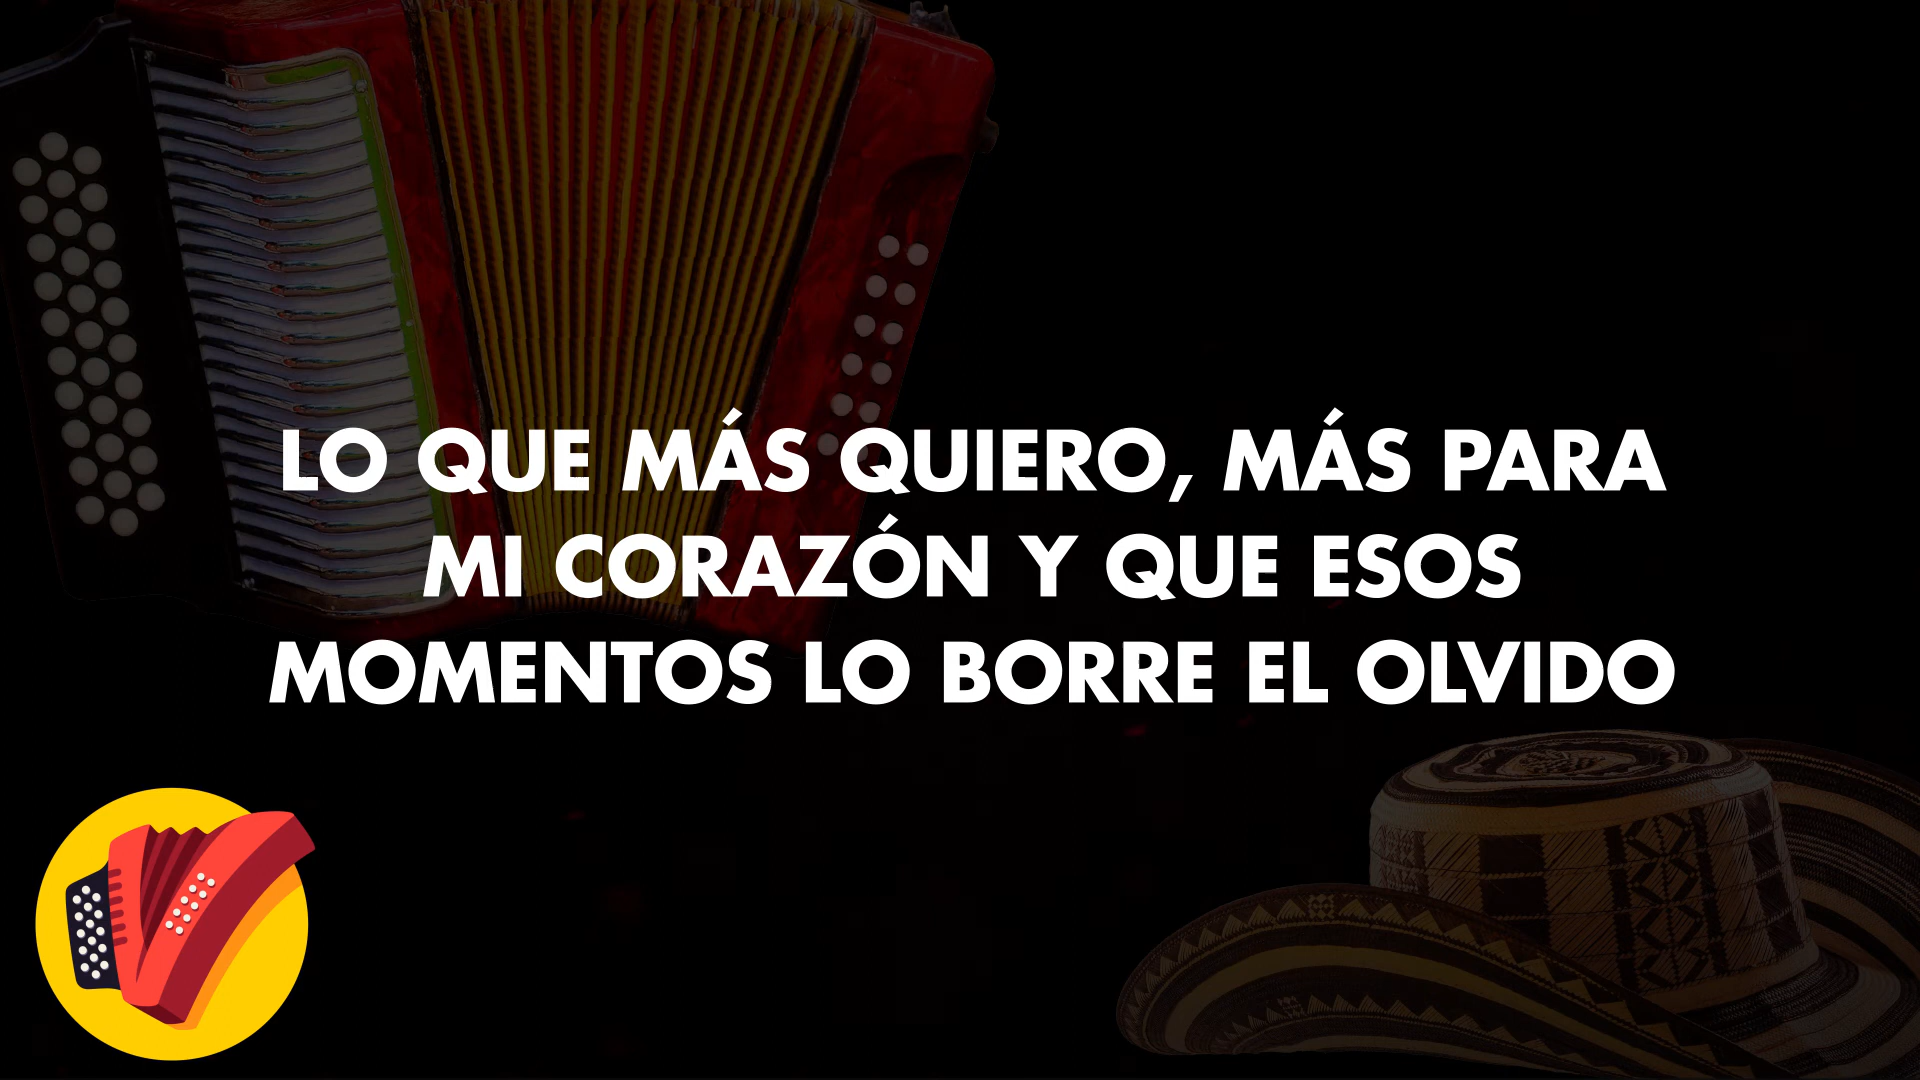 LO QUE MÁS QUIERO, MÁS PARA
MI CORAZÓN Y QUE ESOS
MOMENTOS LO BORRE EL OLVIDO